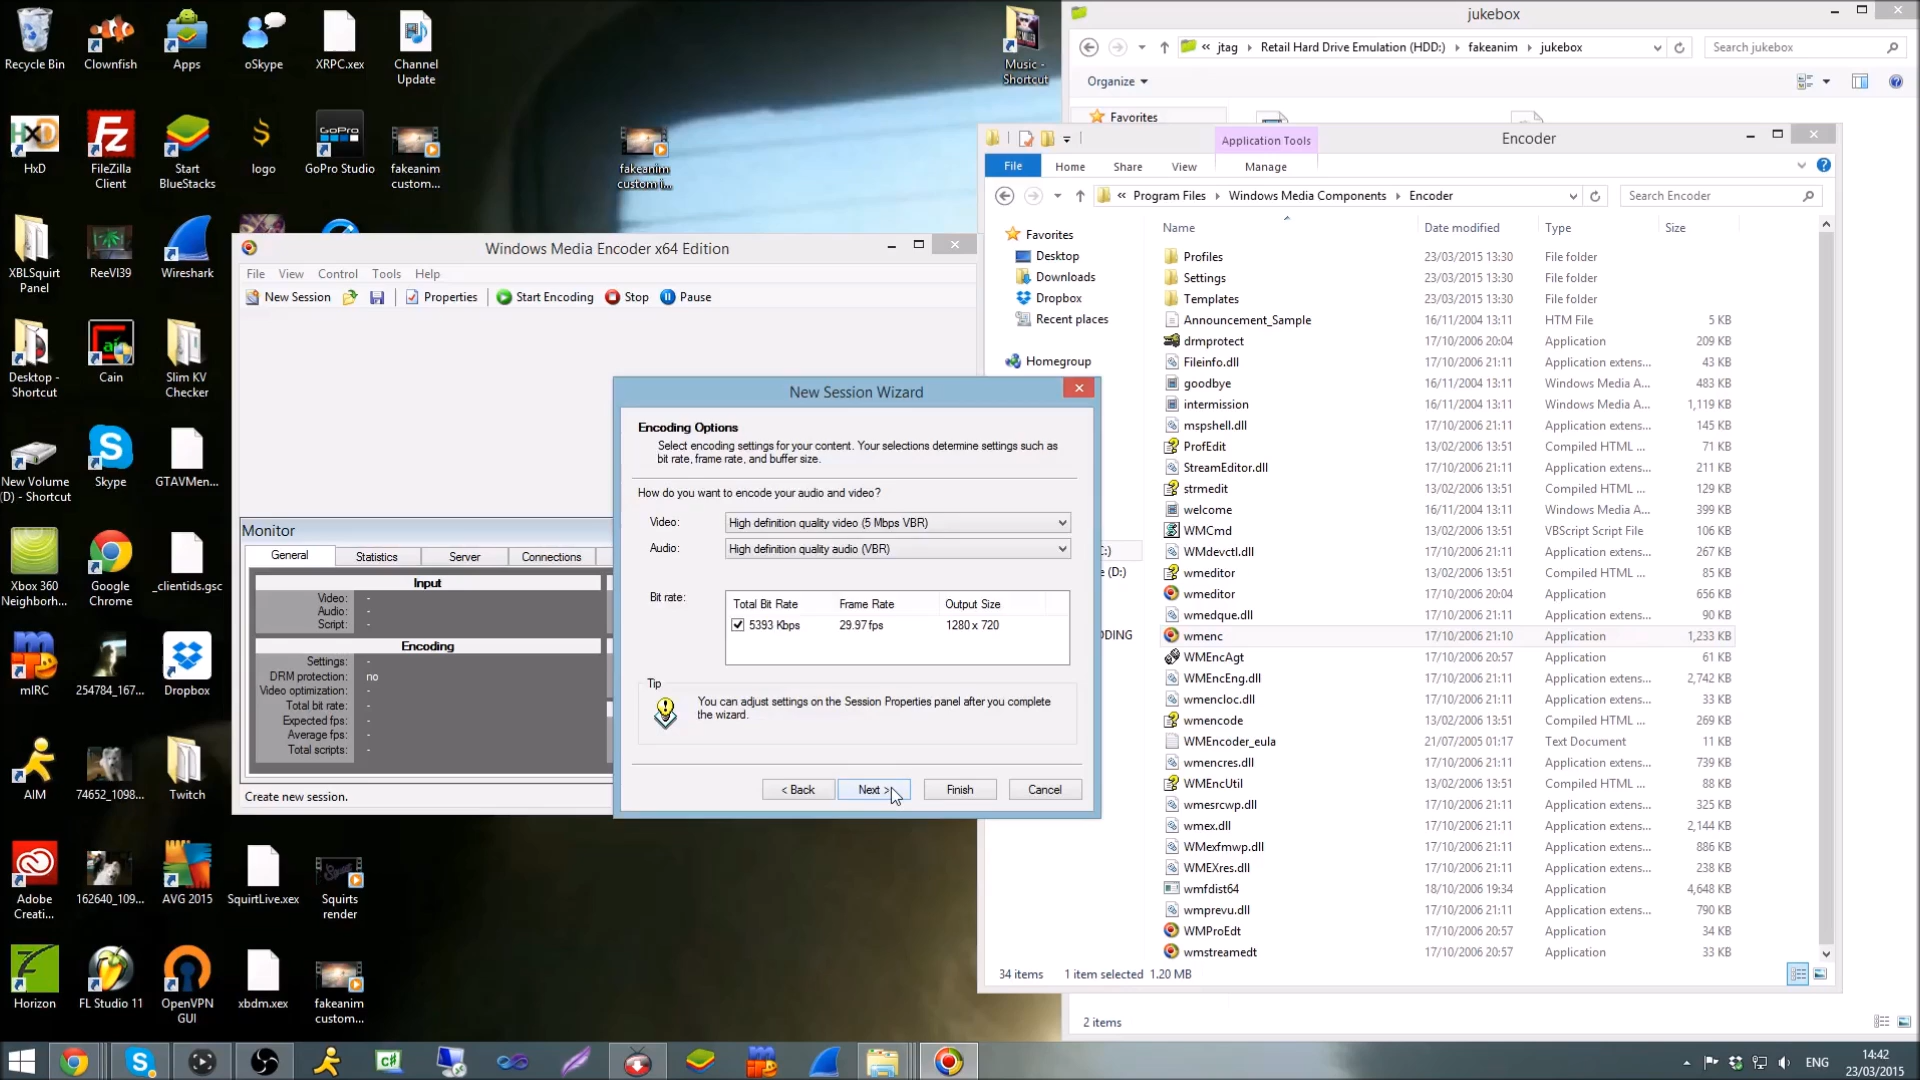 Recycle Bin
Clownfish
Apps
oSkype
XRPC.xex
Channel
Update
HxD
FileZilla
Client
Start
BlueStacks
logo
GoPro Studio
fakeanim
custom...
fakeanim
custom i...
Music -
Shortcut
XBLSquirt
Panel
ReeVI39
Wireshark
Desktop -
Shortcut
Cain
Slim KV
Checker
New Volume
(D) - Shortcut
Skype
GTAVMen...
Xbox 360
Neighborh...
Google
Chrome
_clientids.gsc
mIRC
254784_167...
Dropbox
AIM
74652_1098...
Twitch
Adobe
Creati...
162640_109...
AVG 2015
SquirtLive.xex
Squirts
render
Horizon
FL Studio 11
OpenVPN
GUI
xbdm.xex
fakeanim
custom...
Windows Media Encoder x64 Edition
File View Control Tools Help
New Session Properties Start Encoding Stop Pause
Monitor
General Statistics Server Connections
Input
Video: -
Audio: -
Script: -
Encoding
Settings: -
DRM protection: no
Video optimization: -
Total bit rate: -
Expected fps: -
Average fps: -
Total scripts: -
Create new session.
New Session Wizard
Encoding Options
Select encoding settings for your content. Your selections determine settings such as
bit rate, frame rate, and buffer size.
How do you want to encode your audio and video?
Video: High definition quality video (5 Mbps VBR)
Audio: High definition quality audio (VBR)
Bit rate:
Total Bit Rate Frame Rate Output Size
5393 Kbps 29.97 fps 1280 x 720
Tip
You can adjust settings on the Session Properties panel after you complete
the wizard.
< Back Next > Finish Cancel
jukebox
« jtag Retail Hard Drive Emulation (HDD:) fakeanim jukebox
Search jukebox
Organize
Favorites
Application Tools
Encoder
File Home Share View Manage
« Program Files Windows Media Components Encoder
Search Encoder
Favorites
Desktop
Downloads
Dropbox
Recent places
Homegroup
C:)
e (D:)
DDING
Name Date modified Type Size
Profiles 23/03/2015 13:30 File folder
Settings 23/03/2015 13:30 File folder
Templates 23/03/2015 13:30 File folder
Announcement_Sample 16/11/2004 13:11 HTM File 5 KB
drmprotect 17/10/2006 20:04 Application 209 KB
Fileinfo.dll 17/10/2006 21:11 Application extens... 43 KB
goodbye 16/11/2004 13:11 Windows Media A... 483 KB
intermission 16/11/2004 13:11 Windows Media A... 1,119 KB
mspshell.dll 17/10/2006 21:11 Application extens... 145 KB
ProfEdit 13/02/2006 13:51 Compiled HTML ... 71 KB
StreamEditor.dll 17/10/2006 21:11 Application extens... 211 KB
strmedit 13/02/2006 13:51 Compiled HTML ... 129 KB
welcome 16/11/2004 13:11 Windows Media A... 399 KB
WMCmd 13/02/2006 13:51 VBScript Script File 106 KB
WMdevctl.dll 17/10/2006 21:11 Application extens... 267 KB
wmeditor 13/02/2006 13:51 Compiled HTML ... 85 KB
wmeditor 17/10/2006 20:04 Application 656 KB
wmedque.dll 17/10/2006 21:11 Application extens... 90 KB
wmenc 17/10/2006 21:10 Application 1,233 KB
WMEncAgt 17/10/2006 20:57 Application 61 KB
WMEncEng.dll 17/10/2006 21:11 Application extens... 2,742 KB
wmencloc.dll 17/10/2006 21:11 Application extens... 33 KB
wmencode 13/02/2006 13:51 Compiled HTML ... 269 KB
WMEncoder_eula 21/07/2005 01:17 Text Document 11 KB
wmencres.dll 17/10/2006 21:11 Application extens... 739 KB
WMEncUtil 13/02/2006 13:51 Compiled HTML ... 88 KB
wmesrcwp.dll 17/10/2006 21:11 Application extens... 325 KB
wmex.dll 17/10/2006 21:11 Application extens... 2,144 KB
WMexfmwp.dll 17/10/2006 21:11 Application extens... 886 KB
WMEXres.dll 17/10/2006 21:11 Application extens... 238 KB
wmfdist64 18/10/2006 19:34 Application 4,648 KB
wmprevu.dll 17/10/2006 21:11 Application extens... 790 KB
WMProEdt 17/10/2006 20:57 Application 34 KB
wmstreamedt 17/10/2006 20:57 Application 33 KB
34 items 1 item selected 1.20 MB
2 items
ENG
14:42
23/03/2015